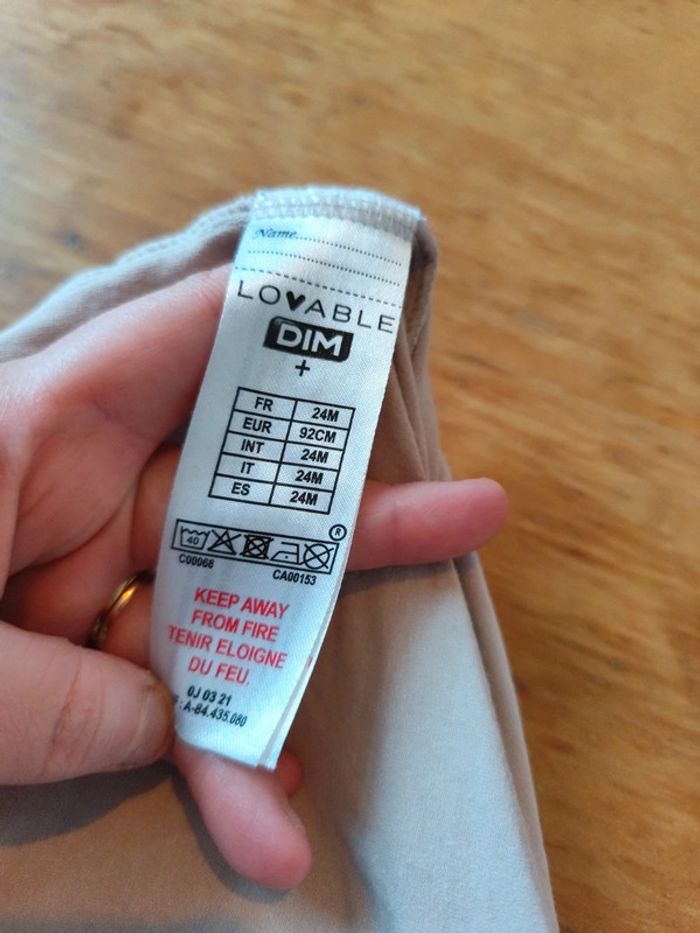 Name
LOVABLE
DIM
+
FR 24M
EUR 92CM
INT 24M
IT 24M
ES 24M
40
®
C00068
CA00153
KEEP AWAY
FROM FIRE
TENIR ELOIGNE
DU FEU.
0J 03 21
: A-84.435.080